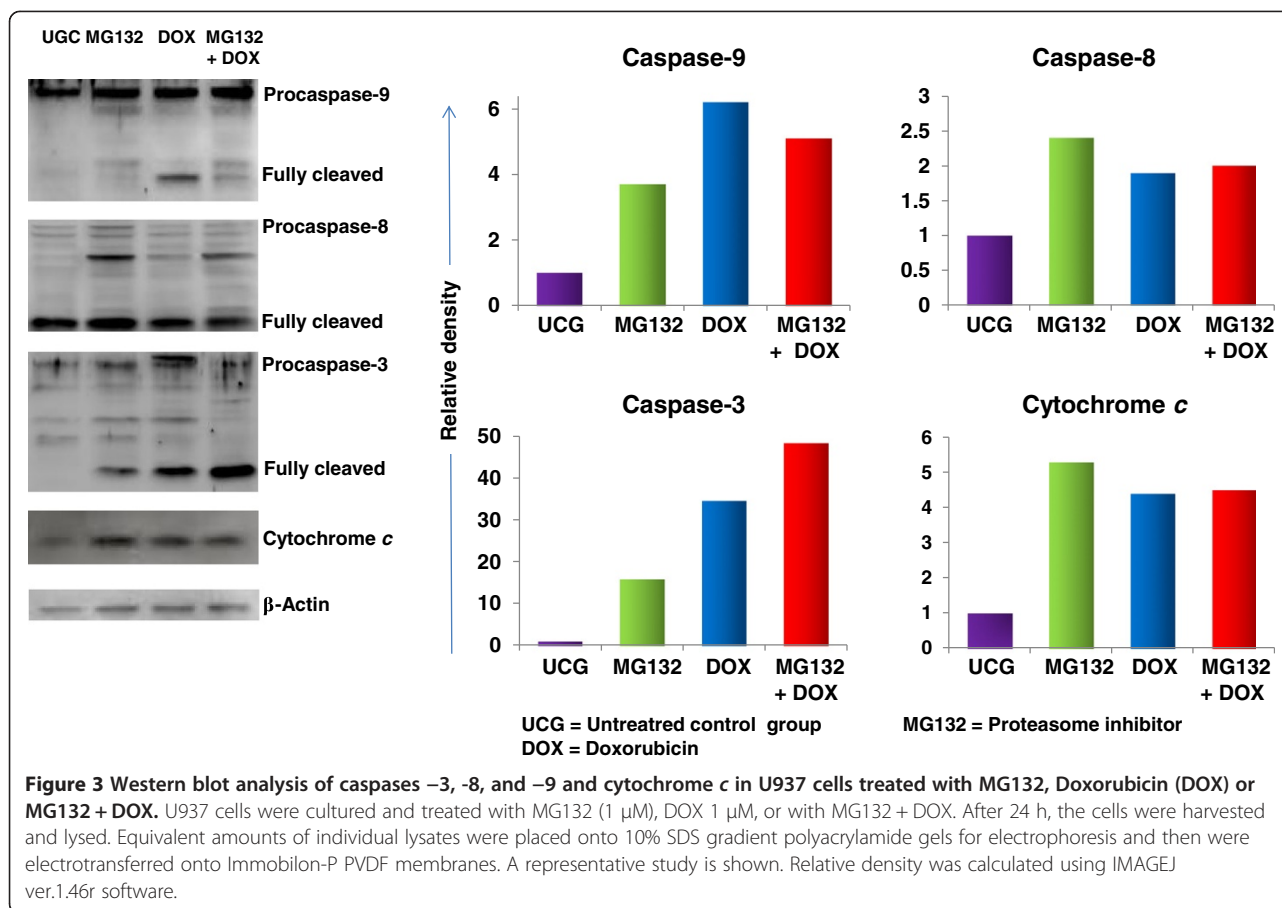 UGC MG132 DOX MG132
+ DOX
Procaspase-9
Fully cleaved
Procaspase-8
Fully cleaved
Procaspase-3
Fully cleaved
Cytochrome c
β-Actin
Relative density
Caspase-9
6
4
2
0
UCG MG132 DOX MG132
+ DOX
Caspase-8
3
2.5
2
1.5
1
0.5
0
UCG MG132 DOX MG132
+ DOX
Caspase-3
50
40
30
20
10
0
UCG MG132 DOX MG132
+ DOX
Cytochrome c
6
5
4
3
2
1
0
UCG MG132 DOX MG132
+ DOX
UCG = Untreatred control group
DOX = Doxorubicin
MG132 = Proteasome inhibitor
Figure 3 Western blot analysis of caspases −3, -8, and −9 and cytochrome c in U937 cells treated with MG132, Doxorubicin (DOX) or
MG132 + DOX. U937 cells were cultured and treated with MG132 (1 μM), DOX 1 μM, or with MG132 + DOX. After 24 h, the cells were harvested
and lysed. Equivalent amounts of individual lysates were placed onto 10% SDS gradient polyacrylamide gels for electrophoresis and then were
electrotransferred onto Immobilon-P PVDF membranes. A representative study is shown. Relative density was calculated using IMAGEJ
ver.1.46r software.